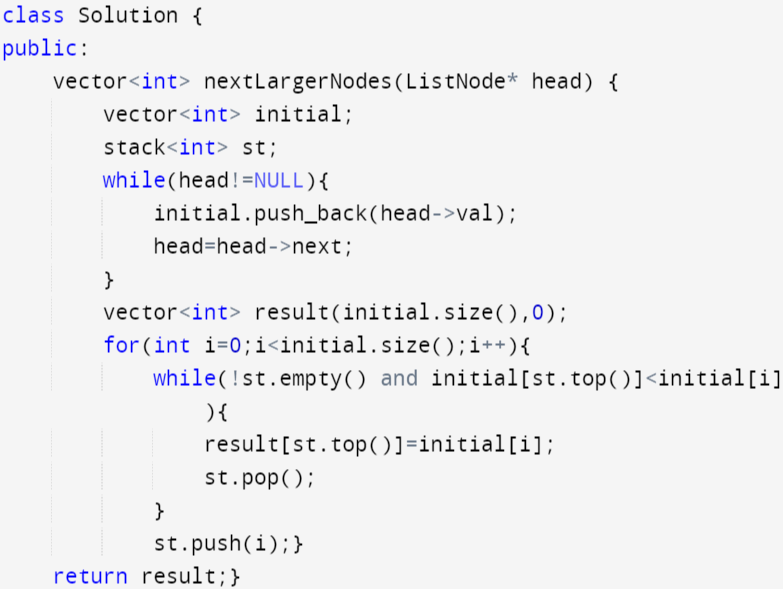 class Solution {
public:
    vector<int> nextLargerNodes(ListNode* head) {
        vector<int> initial;
        stack<int> st;
        while(head!=NULL){
            initial.push_back(head->val);
            head=head->next;
        }
        vector<int> result(initial.size(),0);
        for(int i=0;i<initial.size();i++){
            while(!st.empty() and initial[st.top()]<initial[i]
                ){
                result[st.top()]=initial[i];
                st.pop();
            }
            st.push(i);}
    return result;}